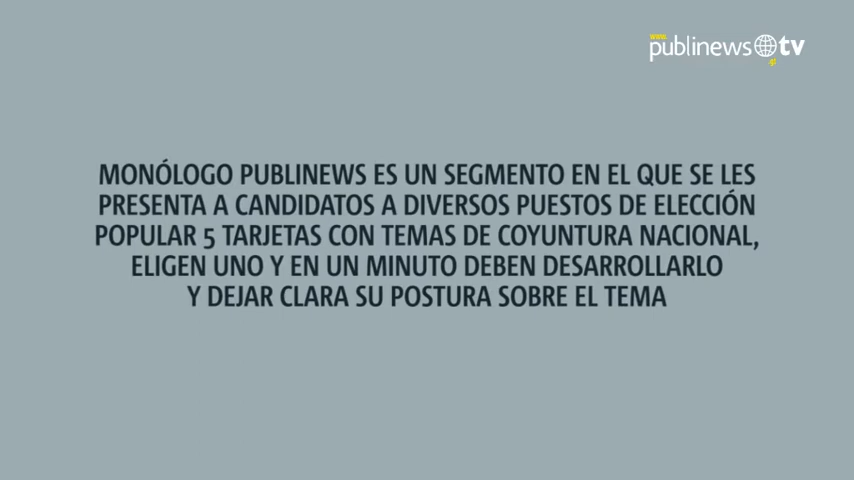 www.
publinews tv
gt
MONÓLOGO PUBLINEWS ES UN SEGMENTO EN EL QUE SE LES
PRESENTA A CANDIDATOS A DIVERSOS PUESTOS DE ELECCIÓN
POPULAR 5 TARJETAS CON TEMAS DE COYUNTURA NACIONAL,
ELIGEN UNO Y EN UN MINUTO DEBEN DESARROLLARLO
Y DEJAR CLARA SU POSTURA SOBRE EL TEMA